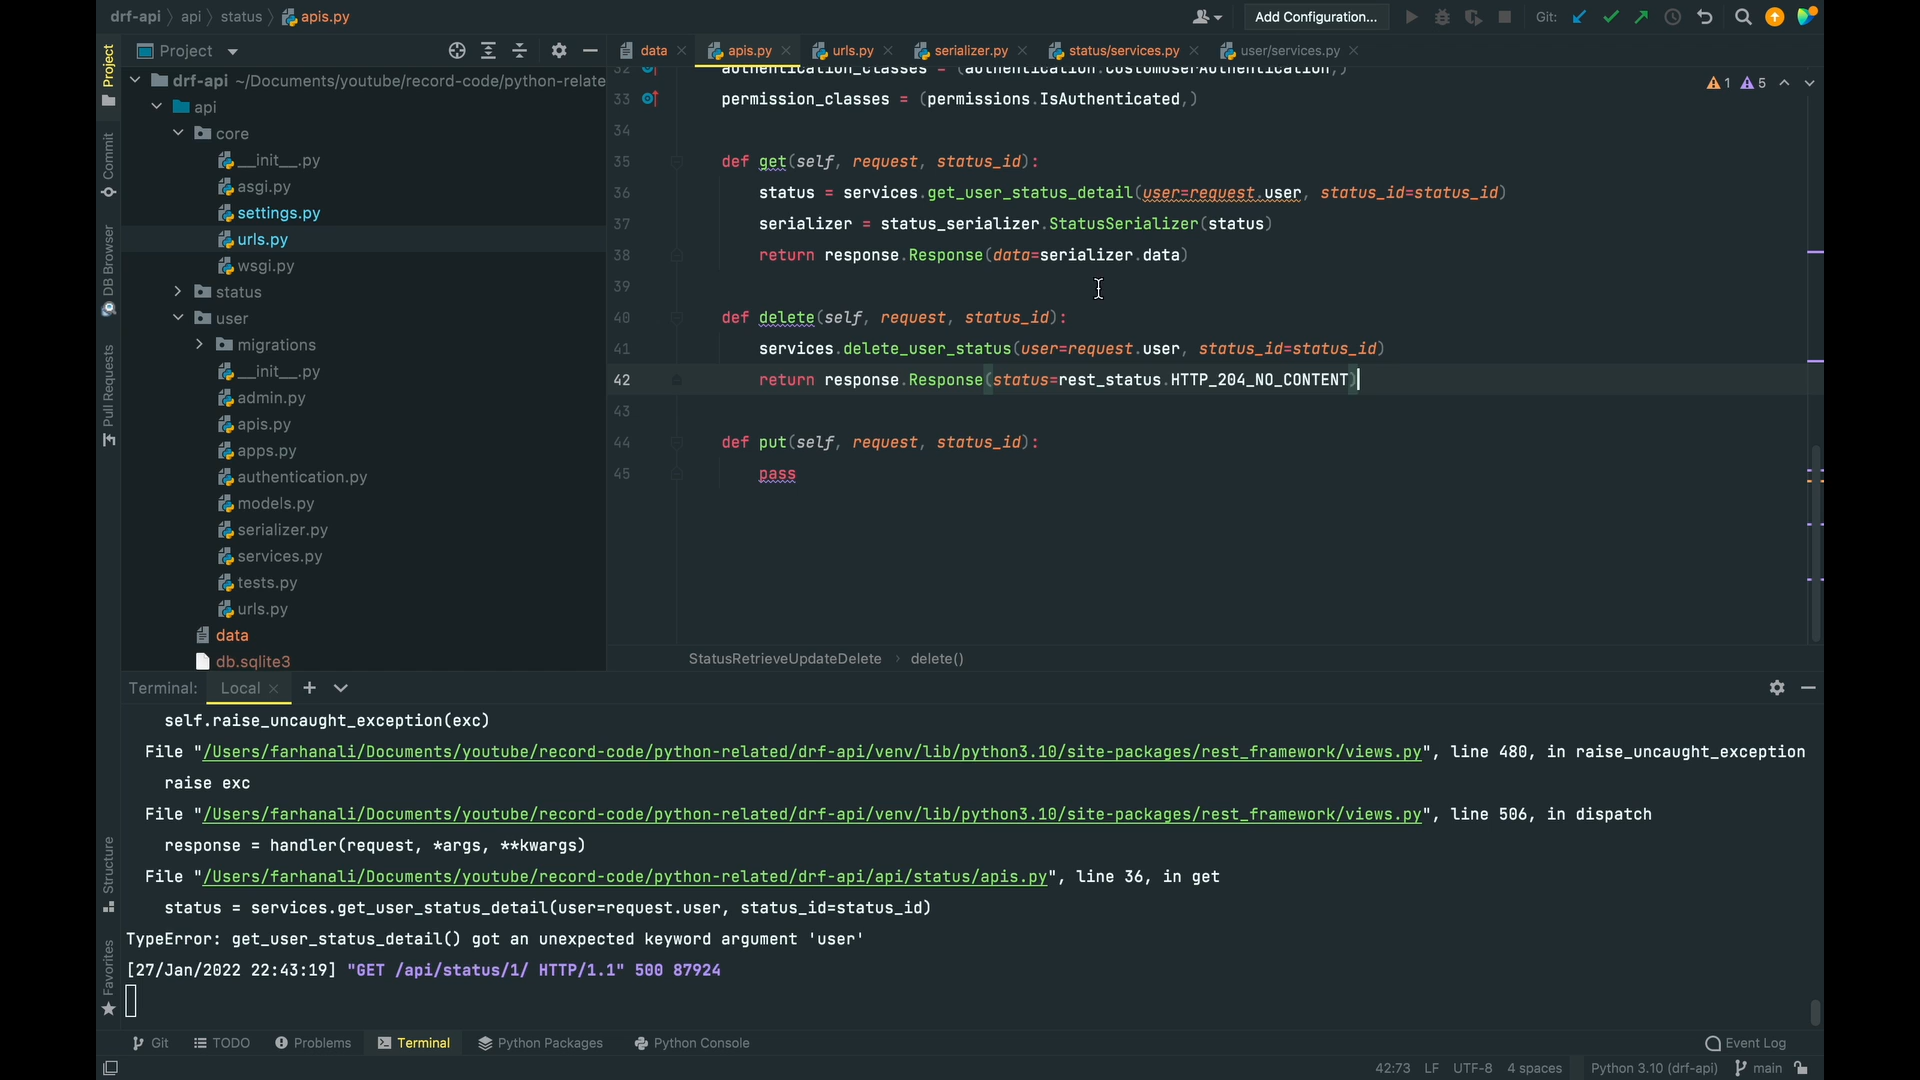 drf-api 〉 api 〉 status 〉 apis.py
Add Configuration...
Git:
Project
data
apis.py
urls.py
serializer.py
status/services.py
user/services.py
drf-api ~/Documents/youtube/record-code/python-relate
api
core
__init__.py
asgi.py
settings.py
urls.py
wsgi.py
status
user
migrations
__init__.py
admin.py
apis.py
apps.py
authentication.py
models.py
serializer.py
services.py
tests.py
urls.py
data
db.sqlite3
Project
Commit
DB Browser
Pull Requests
Structure
Favorites
1 5
32 authentication_classes = (authentication.CustomUserAuthentication,)
33 permission_classes = (permissions.IsAuthenticated,)
34
35 def get(self, request, status_id):
36 status = services.get_user_status_detail(user=request.user, status_id=status_id)
37 serializer = status_serializer.StatusSerializer(status)
38 return response.Response(data=serializer.data)
39
40 def delete(self, request, status_id):
41 services.delete_user_status(user=request.user, status_id=status_id)
42 return response.Response(status=rest_status.HTTP_204_NO_CONTENT)
43
44 def put(self, request, status_id):
45 pass
StatusRetrieveUpdateDelete › delete()
Terminal: Local
self.raise_uncaught_exception(exc)
File "/Users/farhanali/Documents/youtube/record-code/python-related/drf-api/venv/lib/python3.10/site-packages/rest_framework/views.py", line 480, in raise_uncaught_exception
raise exc
File "/Users/farhanali/Documents/youtube/record-code/python-related/drf-api/venv/lib/python3.10/site-packages/rest_framework/views.py", line 506, in dispatch
response = handler(request, *args, **kwargs)
File "/Users/farhanali/Documents/youtube/record-code/python-related/drf-api/api/status/apis.py", line 36, in get
status = services.get_user_status_detail(user=request.user, status_id=status_id)
TypeError: get_user_status_detail() got an unexpected keyword argument 'user'
[27/Jan/2022 22:43:19] "GET /api/status/1/ HTTP/1.1" 500 87924
Git
TODO
Problems
Terminal
Python Packages
Python Console
Event Log
42:73 LF UTF-8 4 spaces Python 3.10 (drf-api) main